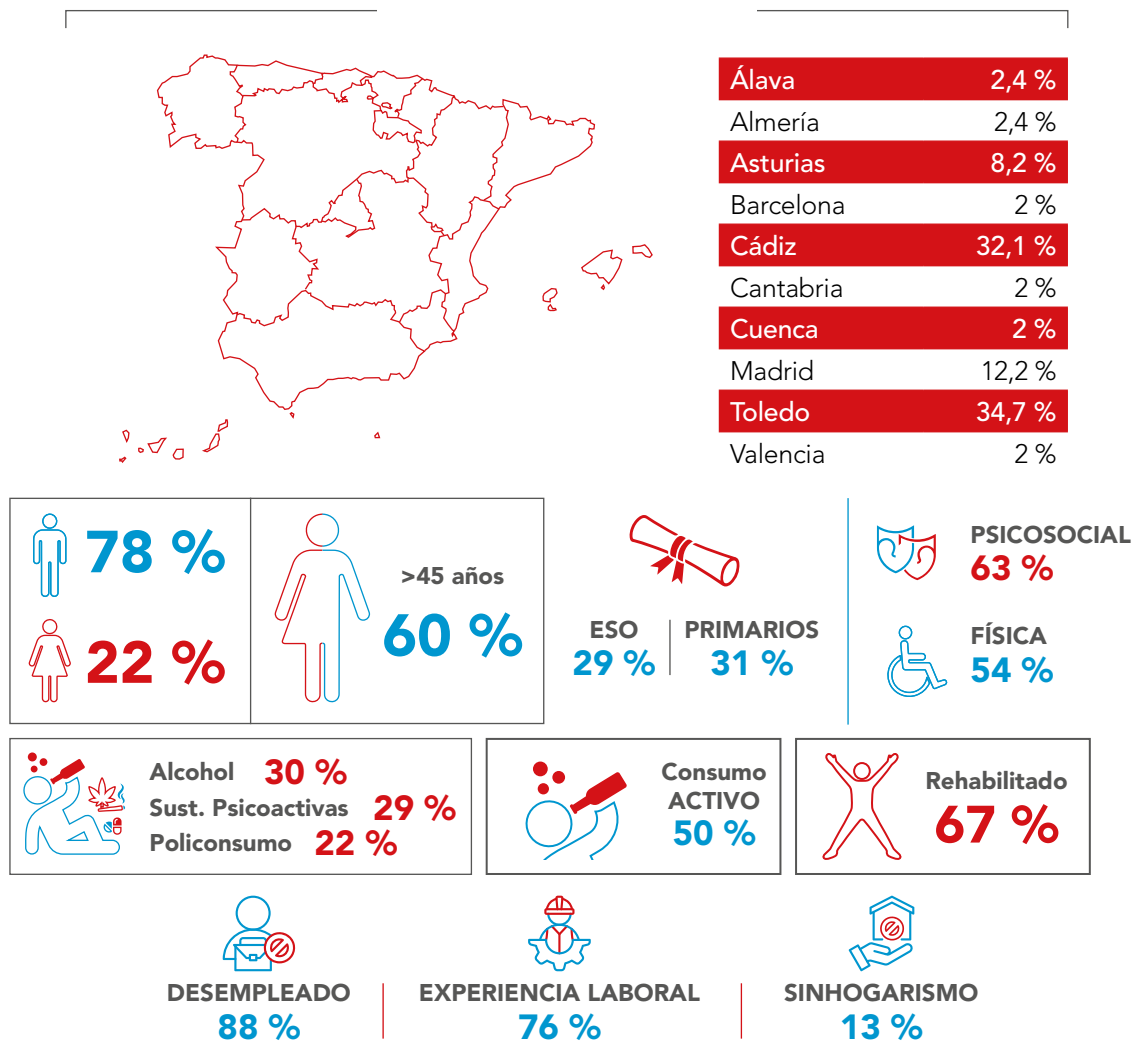 Álava 2,4 %
Almería 2,4 %
Asturias 8,2 %
Barcelona 2 %
Cádiz 32,1 %
Cantabria 2 %
Cuenca 2 %
Madrid 12,2 %
Toledo 34,7 %
Valencia 2 %
78 %
22 %
>45 años
60 %
ESO
29 %
PRIMARIOS
31 %
PSICOSOCIAL
63 %
FÍSICA
54 %
Alcohol 30 %
Sust. Psicoactivas 29 %
Policonsumo 22 %
Consumo
ACTIVO
50 %
Rehabilitado
67 %
DESEMPLEADO
88 %
EXPERIENCIA LABORAL
76 %
SINHOGARISMO
13 %